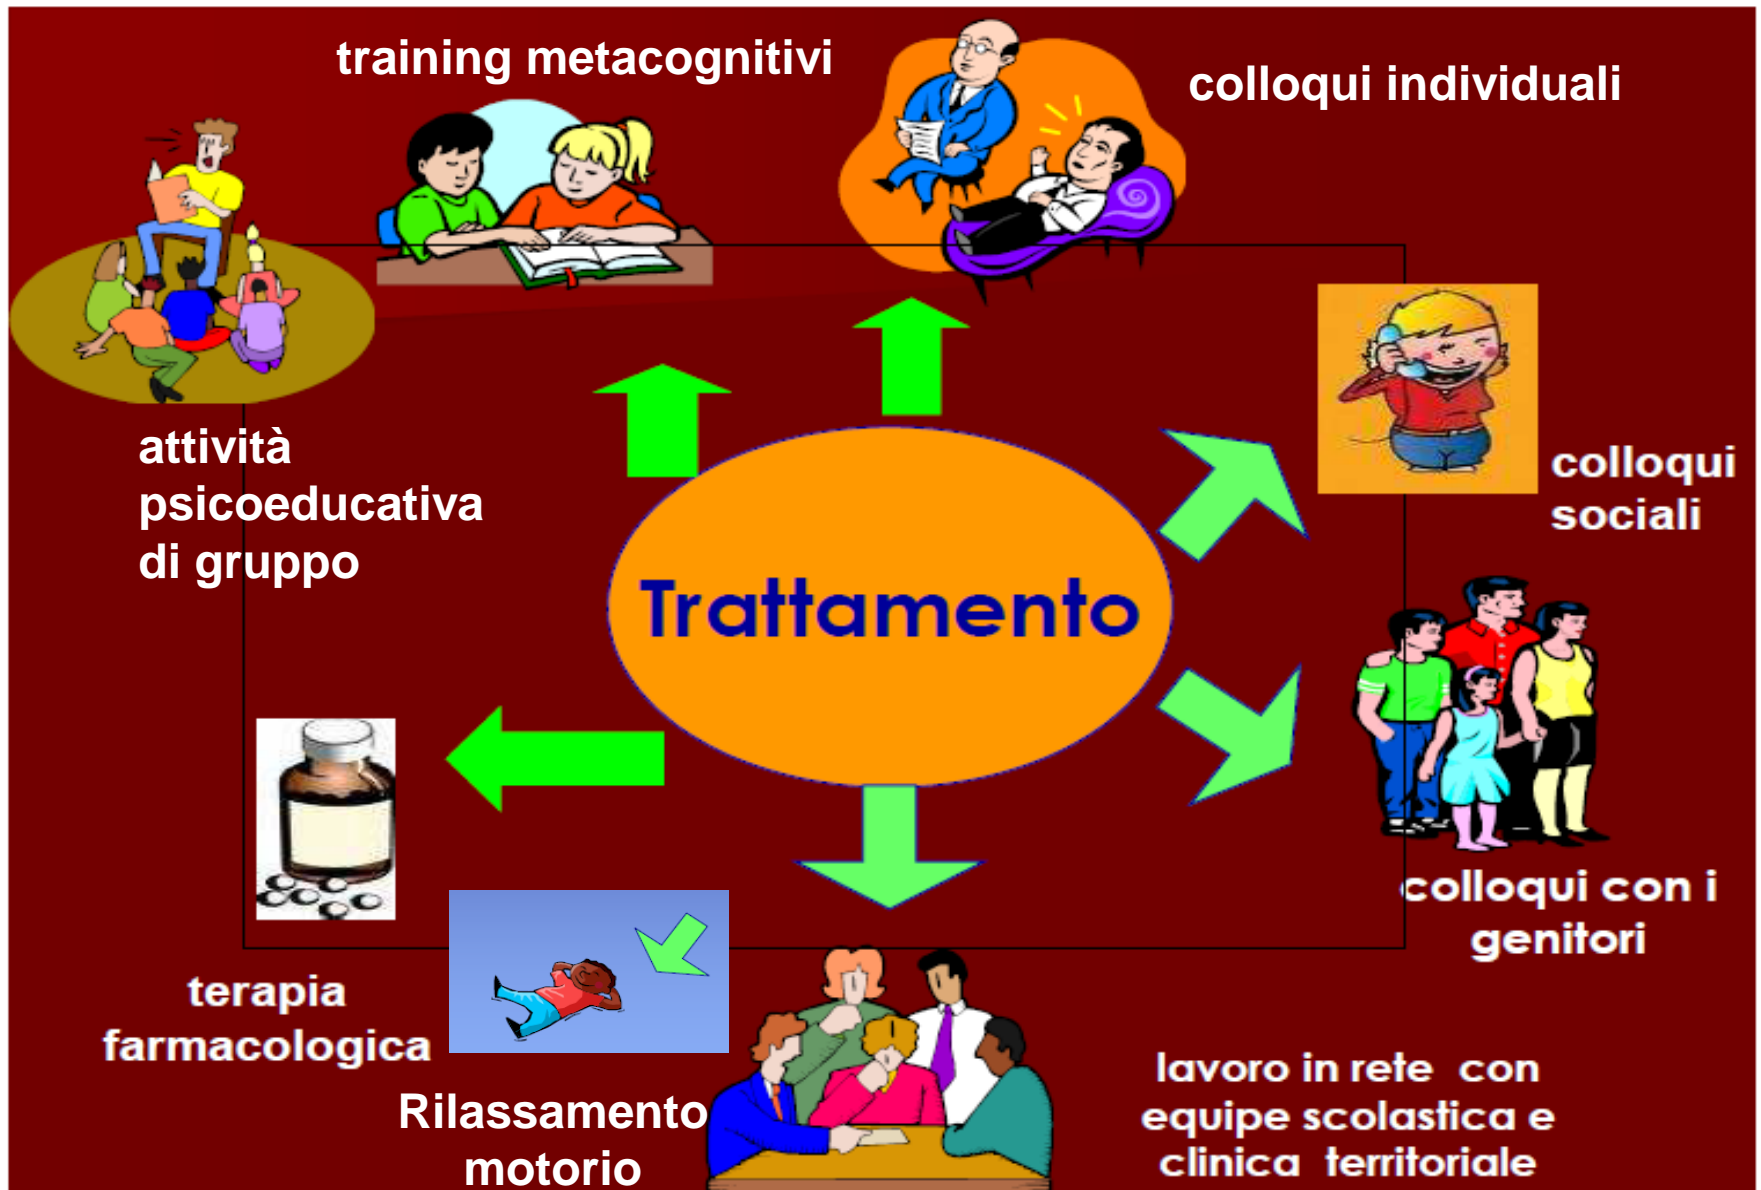 training metacognitivi
colloqui individuali
attività
psicoeducativa
di gruppo
colloqui
sociali
Trattamento
colloqui con i
genitori
terapia
farmacologica
Rilassamento
motorio
lavoro in rete con
equipe scolastica e
clinica territoriale